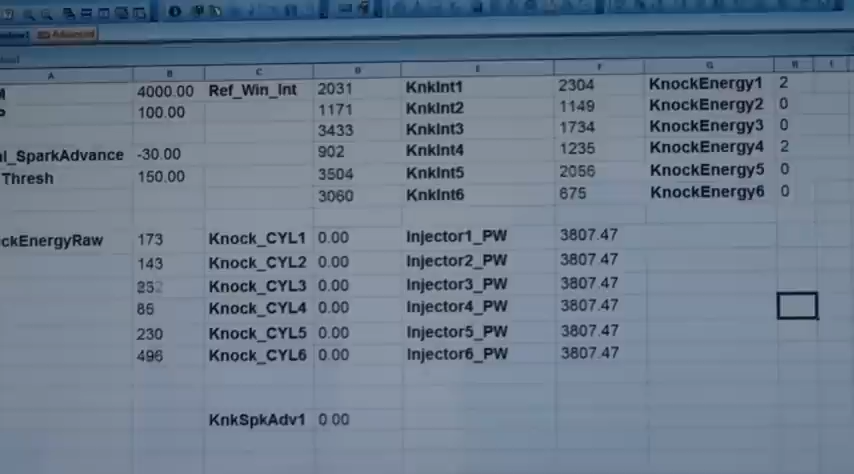 Advanced
A B C D E F G H I
M 4000.00 Ref_Win_Int 2031 KnkInt1 2304 KnockEnergy1 2
P 100.00 1171 KnkInt2 1149 KnockEnergy2 0
3433 KnkInt3 1734 KnockEnergy3 0
al_SparkAdvance -30.00 902 KnkInt4 1235 KnockEnergy4 2
Thresh 150.00 3504 KnkInt5 2056 KnockEnergy5 0
3060 KnkInt6 675 KnockEnergy6 0
ckEnergyRaw 173 Knock_CYL1 0.00 Injector1_PW 3807.47
143 Knock_CYL2 0.00 Injector2_PW 3807.47
Knock_CYL3 0.00 Injector3_PW 3807.47
85 Knock_CYL4 0.00 Injector4_PW 3807.47
230 Knock_CYL5 0.00 Injector5_PW 3807.47
496 Knock_CYL6 0.00 Injector6_PW 3807.47
KnkSpkAdv1 0.00